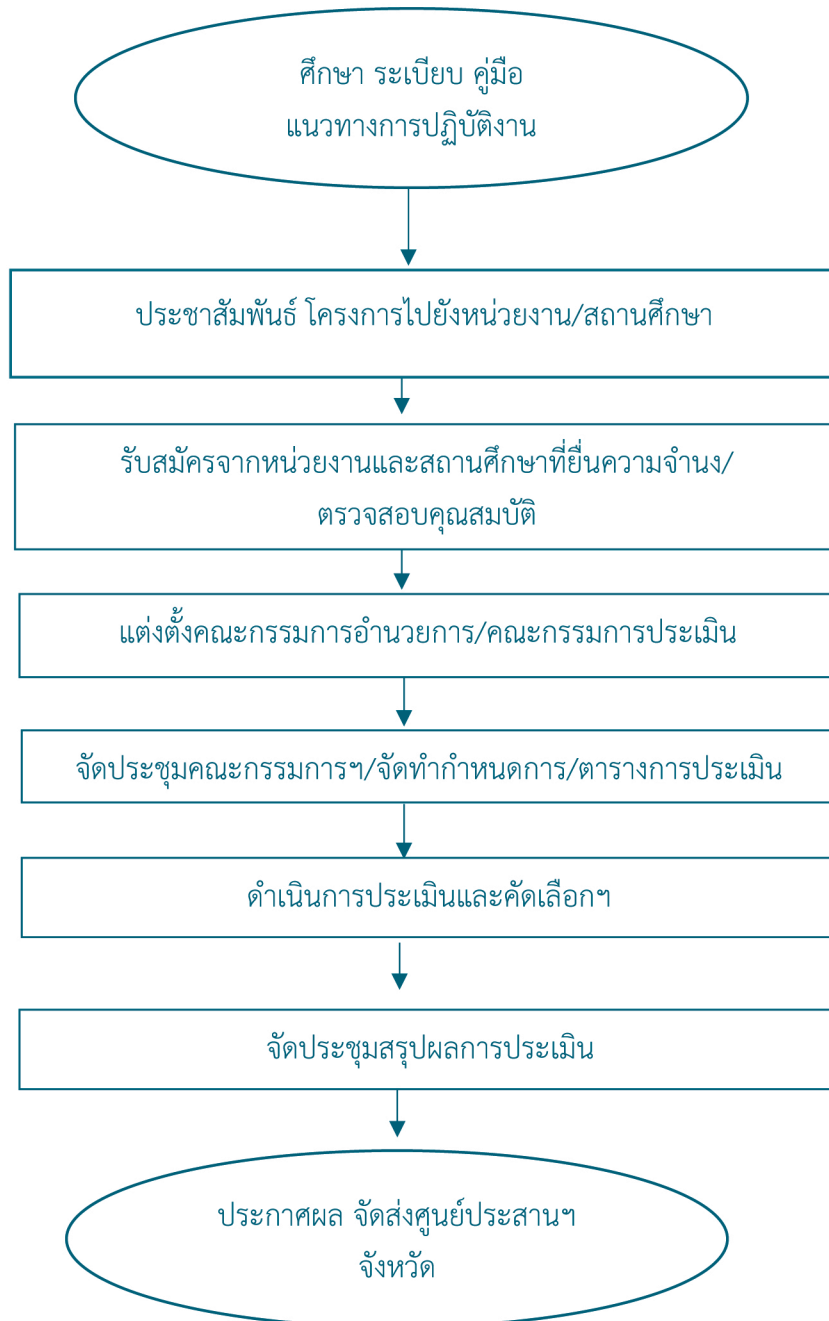 ศึกษา ระเบียบ คู่มือ
แนวทางการปฏิบัติงาน
ประชาสัมพันธ์ โครงการไปยังหน่วยงาน/สถานศึกษา
รับสมัครจากหน่วยงานและสถานศึกษาที่ยื่นความจำนง/
ตรวจสอบคุณสมบัติ
แต่งตั้งคณะกรรมการอำนวยการ/คณะกรรมการประเมิน
จัดประชุมคณะกรรมการฯ/จัดทำกำหนดการ/ตารางการประเมิน
ดำเนินการประเมินและคัดเลือกฯ
จัดประชุมสรุปผลการประเมิน
ประกาศผล จัดส่งศูนย์ประสานฯ
จังหวัด